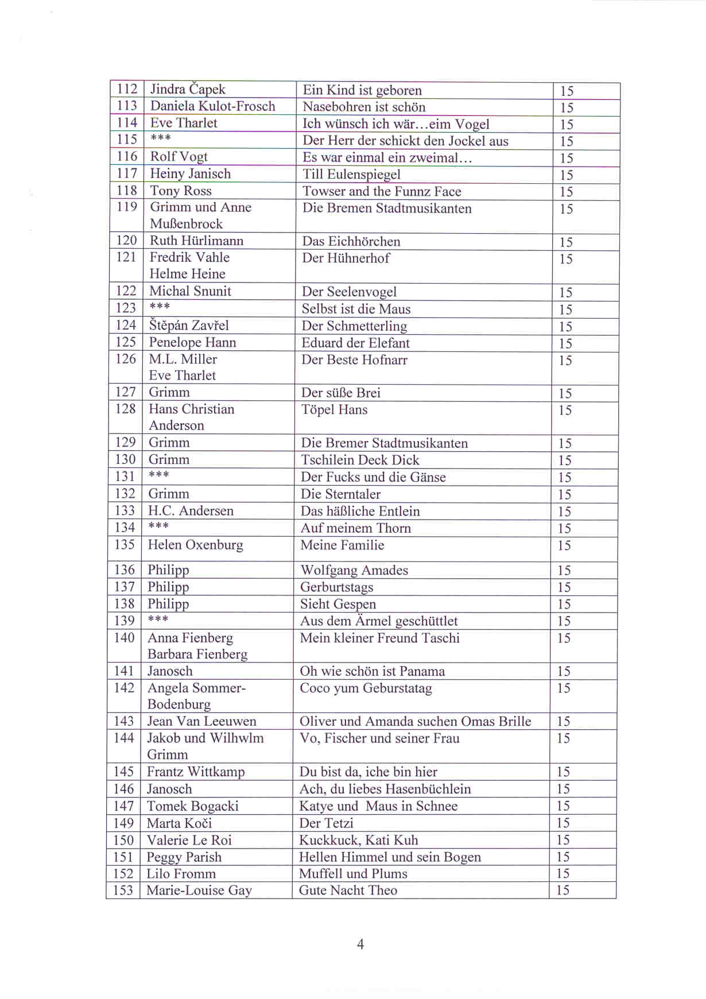 112 Jindra Čapek Ein Kind ist geboren 15
113 Daniela Kulot-Frosch Nasebohren ist schön 15
114 Eve Tharlet Ich wünsch ich wär...eim Vogel 15
115 *** Der Herr der schickt den Jockel aus 15
116 Rolf Vogt Es war einmal ein zweimal... 15
117 Heiny Janisch Till Eulenspiegel 15
118 Tony Ross Towser and the Funnz Face 15
119 Grimm und Anne Die Bremen Stadtmusikanten 15
Mußenbrock
120 Ruth Hürlimann Das Eichhörchen 15
121 Fredrik Vahle Der Hühnerhof 15
Helme Heine
122 Michal Snunit Der Seelenvogel 15
123 *** Selbst ist die Maus 15
124 Štěpán Zavřel Der Schmetterling 15
125 Penelope Hann Eduard der Elefant 15
126 M.L. Miller Der Beste Hofnarr 15
Eve Tharlet
127 Grimm Der süße Brei 15
128 Hans Christian Töpel Hans 15
Anderson
129 Grimm Die Bremer Stadtmusikanten 15
130 Grimm Tschilein Deck Dick 15
131 *** Der Fucks und die Gänse 15
132 Grimm Die Sterntaler 15
133 H.C. Andersen Das häßliche Entlein 15
134 *** Auf meinem Thorn 15
135 Helen Oxenburg Meine Familie 15
136 Philipp Wolfgang Amades 15
137 Philipp Gerburtstags 15
138 Philipp Sieht Gespen 15
139 *** Aus dem Ärmel geschüttlet 15
140 Anna Fienberg Mein kleiner Freund Taschi 15
Barbara Fienberg
141 Janosch Oh wie schön ist Panama 15
142 Angela Sommer- Coco yum Geburstatag 15
Bodenburg
143 Jean Van Leeuwen Oliver und Amanda suchen Omas Brille 15
144 Jakob und Wilhwlm Vo, Fischer und seiner Frau 15
Grimm
145 Frantz Wittkamp Du bist da, iche bin hier 15
146 Janosch Ach, du liebes Hasenbüchlein 15
147 Tomek Bogacki Katye und Maus in Schnee 15
149 Marta Koči Der Tetzi 15
150 Valerie Le Roi Kuckkuck, Kati Kuh 15
151 Peggy Parish Hellen Himmel und sein Bogen 15
152 Lilo Fromm Muffell und Plums 15
153 Marie-Louise Gay Gute Nacht Theo 15
4